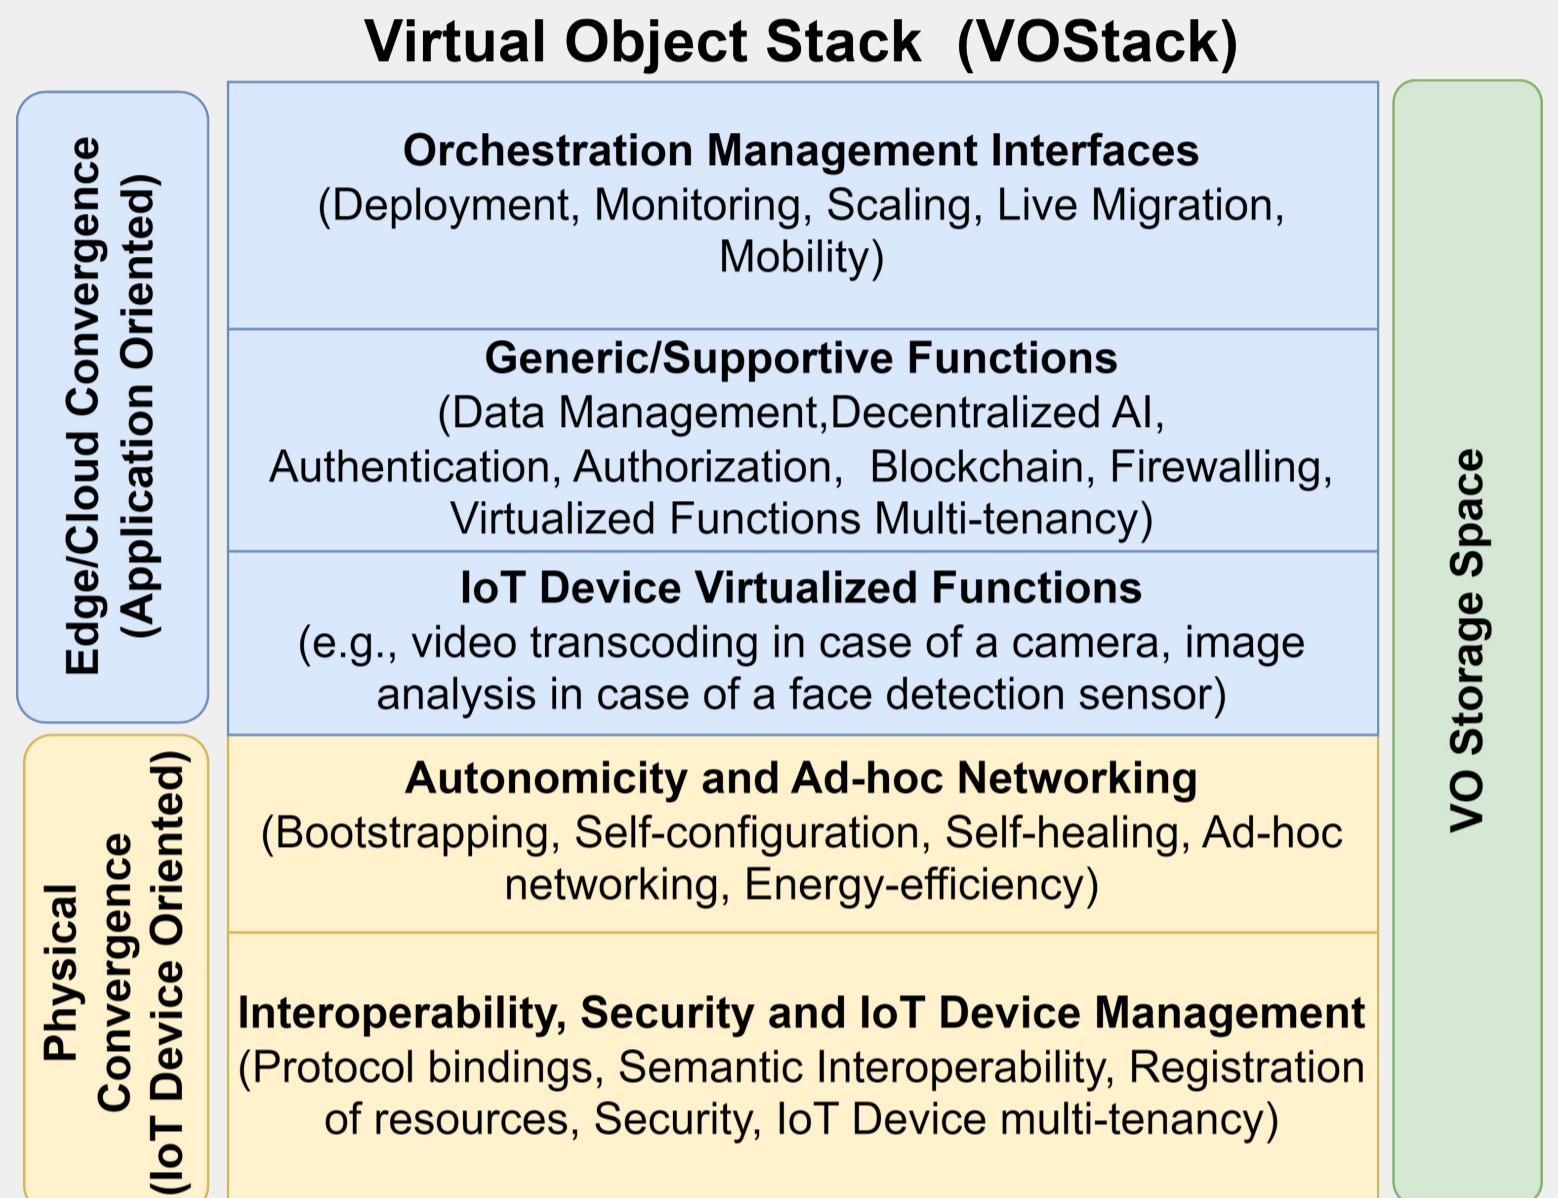 Virtual Object Stack  (VOStack)
Edge/Cloud Convergence
(Application Oriented)
Orchestration Management Interfaces
(Deployment, Monitoring, Scaling, Live Migration,
Mobility)
Generic/Supportive Functions
(Data Management,Decentralized AI,
Authentication, Authorization,  Blockchain, Firewalling,
Virtualized Functions Multi-tenancy)
IoT Device Virtualized Functions
(e.g., video transcoding in case of a camera, image
analysis in case of a face detection sensor)
Physical
Convergence
(IoT Device Oriented)
Autonomicity and Ad-hoc Networking
(Bootstrapping, Self-configuration, Self-healing, Ad-hoc
networking, Energy-efficiency)
Interoperability, Security and IoT Device Management
(Protocol bindings, Semantic Interoperability, Registration
of resources, Security, IoT Device multi-tenancy)
VO Storage Space